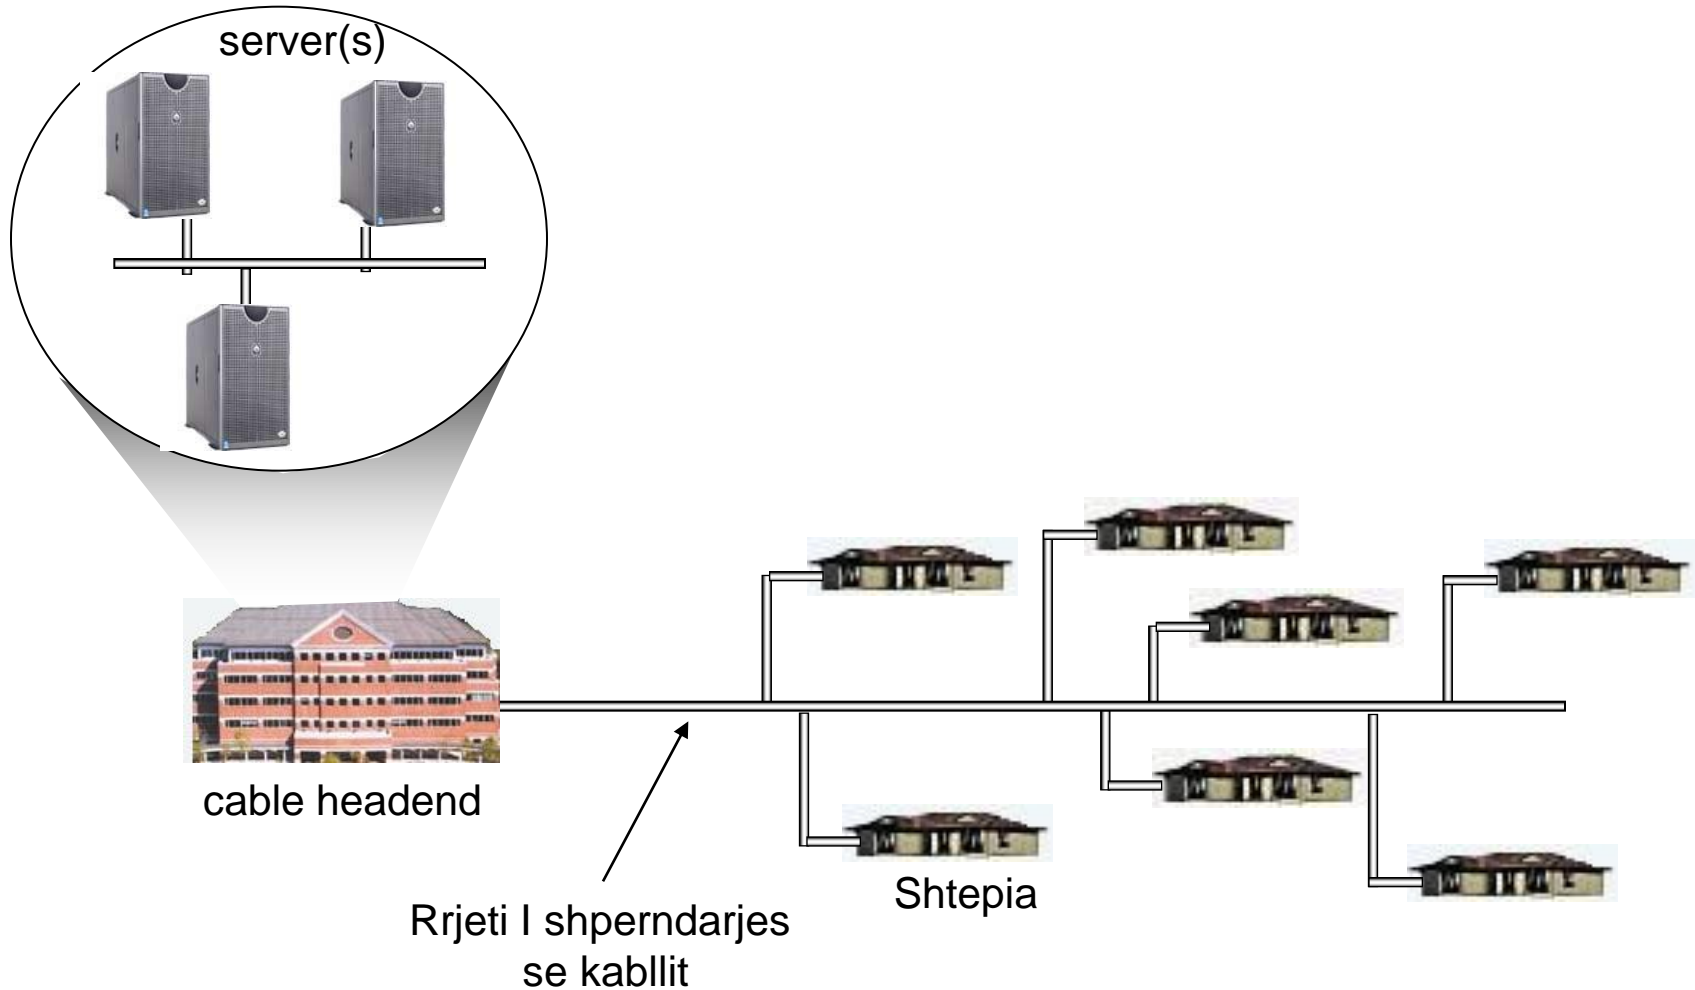 server(s)
cable headend
Shtepia
Rrjeti I shperndarjes
se kabllit